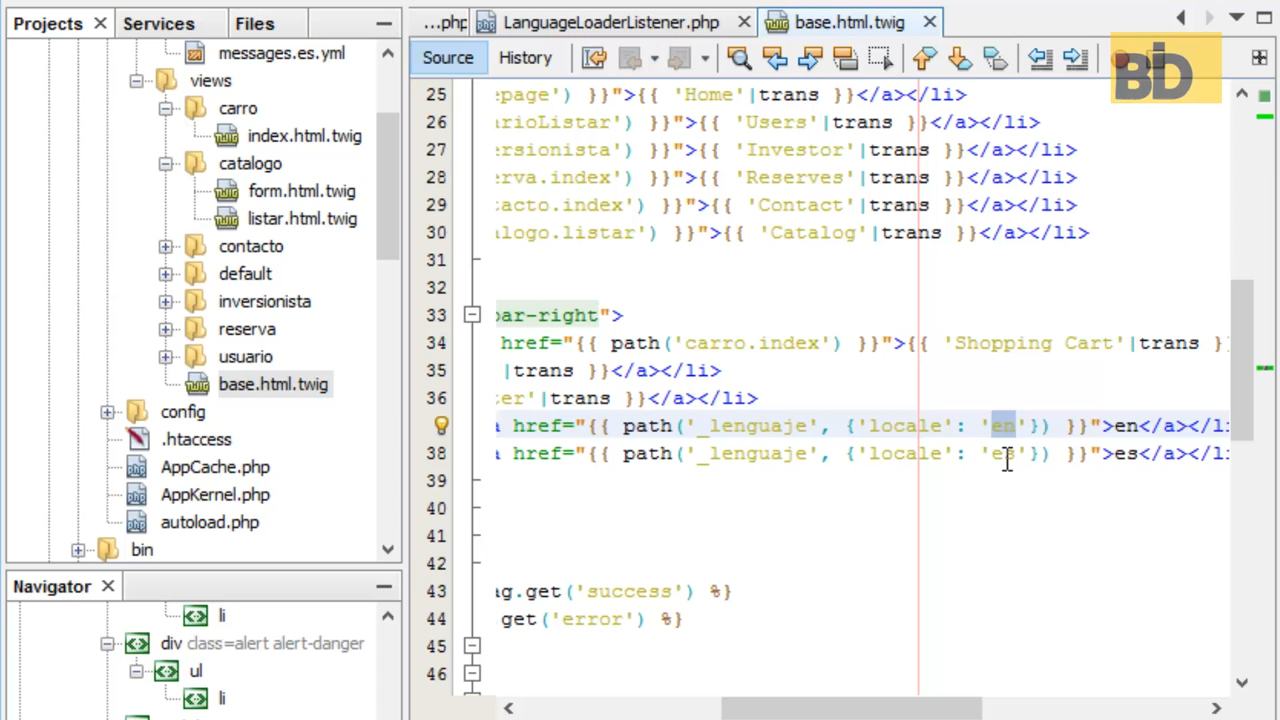 Projects
Services
Files
...php
LanguageLoaderListener.php
base.html.twig
Source
History
BD
messages.es.yml
views
carro
index.html.twig
catalogo
form.html.twig
listar.html.twig
contacto
default
inversionista
reserva
usuario
base.html.twig
config
.htaccess
AppCache.php
AppKernel.php
autoload.php
bin
Navigator
li
div class=alert alert-danger
ul
li
25 epage') }}">{{ 'Home'|trans }}</a></li>
26 arioListar') }}">{{ 'Users'|trans }}</a></li>
27 ersionista') }}">{{ 'Investor'|trans }}</a></li>
28 erva.index') }}">{{ 'Reserves'|trans }}</a></li>
29 tacto.index') }}">{{ 'Contact'|trans }}</a></li>
30 alogo.listar') }}">{{ 'Catalog'|trans }}</a></li>
31
32
33 bar-right">
34 href="{{ path('carro.index') }}">{{ 'Shopping Cart'|trans }
35 |trans }}</a></li>
36 ter'|trans }}</a></li>
a href="{{ path('_lenguaje', {'locale': 'en'}) }}">en</a></li
38 a href="{{ path('_lenguaje', {'locale': 'es'}) }}">es</a></li
39
40
41
42
43 ag.get('success') %}
44 get('error') %}
45
46